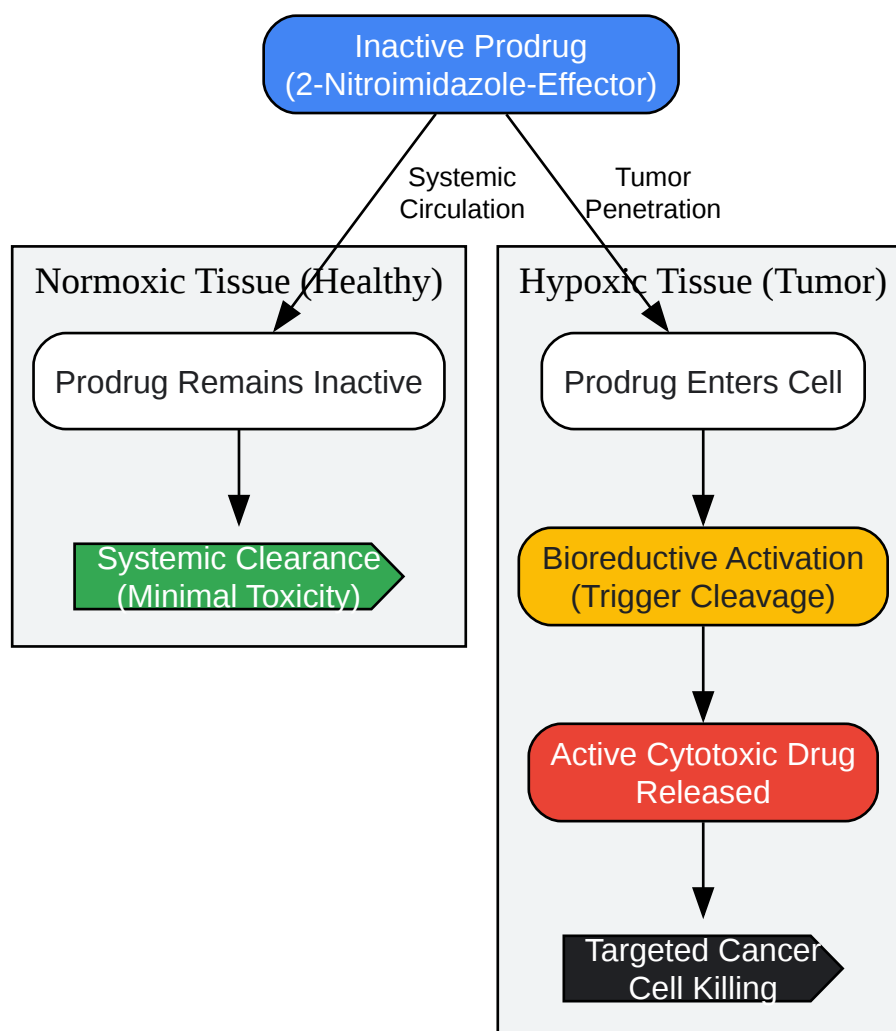 Inactive Prodrug
(2-Nitroimidazole-Effector)
Systemic
Circulation
Tumor
Penetration
Normoxic Tissue (Healthy)
Prodrug Remains Inactive
Systemic Clearance
(Minimal Toxicity)
Hypoxic Tissue (Tumor)
Prodrug Enters Cell
Bioreductive Activation
(Trigger Cleavage)
Active Cytotoxic Drug
Released
Targeted Cancer
Cell Killing